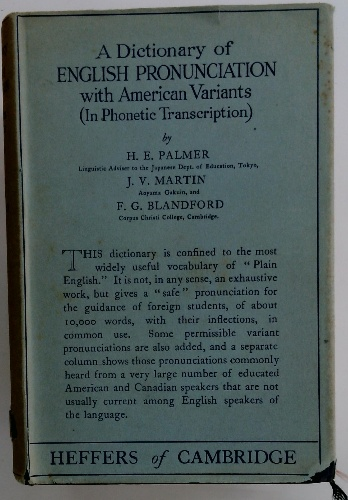 A Dictionary of
ENGLISH PRONUNCIATION
with American Variants
(In Phonetic Transcription)
by
H. E. PALMER
Linguistic Adviser to the Japanese Dept. of Education, Tokyo,
J. V. MARTIN
Aoyama Gakuin, and
F. G. BLANDFORD
Corpus Christi College, Cambridge.
THIS dictionary is confined to the most
widely useful vocabulary of "Plain
English." It is not, in any sense, an exhaustive
work, but gives a "safe" pronunciation for
the guidance of foreign students, of about
10,000 words, with their inflections, in
common use. Some permissible variant
pronunciations are also added, and a separate
column shows those pronunciations commonly
heard from a very large number of educated
American and Canadian speakers that are not
usually current among English speakers of
the language.
HEFFERS of CAMBRIDGE